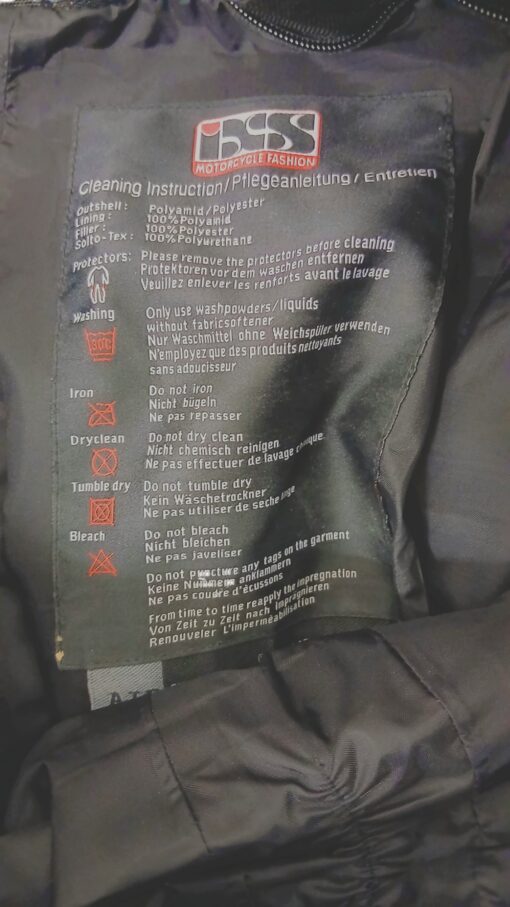 iXS
MOTORCYCLE FASHION
Cleaning Instruction/Pflegeanleitung/Entretien
Outshell: Polyamid/Polyester
Lining: 100%Polyamid
Filler: 100%Polyester
Solto-Tex: 100%Polyurethane
Protectors: Please remove the protectors before cleaning
Protektoren vor dem waschen entfernen
Veuillez enlever les renforts avant le lavage
Washing Only use washpowders/liquids
without fabricsoftener
30C Nur Waschmittel ohne Weichspüler verwenden
N'employez que des produits nettoyants
sans adoucisseur
Iron Do not iron
Nicht bügeln
Ne pas repasser
Dryclean Do not dry clean
Nicht chemisch reinigen
Ne pas effectuer de lavage
Tumble dry Do not tumble dry
Kein Wäschetrockner
Ne pas utiliser de seche linge
Bleach Do not bleach
Nicht bleichen
Ne pas javeliser
Do not puncture any tags on the garment
Keine Nummern anklammern
Ne pas coudre d'écussons
From time to time reapply the impregnation
Von Zeit zu Zeit nach Imprägnieren
Renouveler L'imperméabilisation